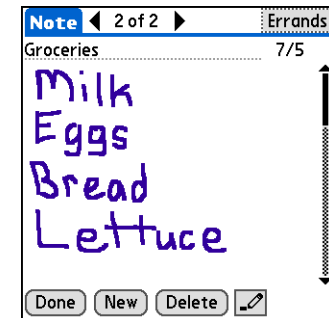 Note 2 of 2 Errands
Groceries 7/5
Milk
Eggs
Bread
Lettuce
Done New Delete